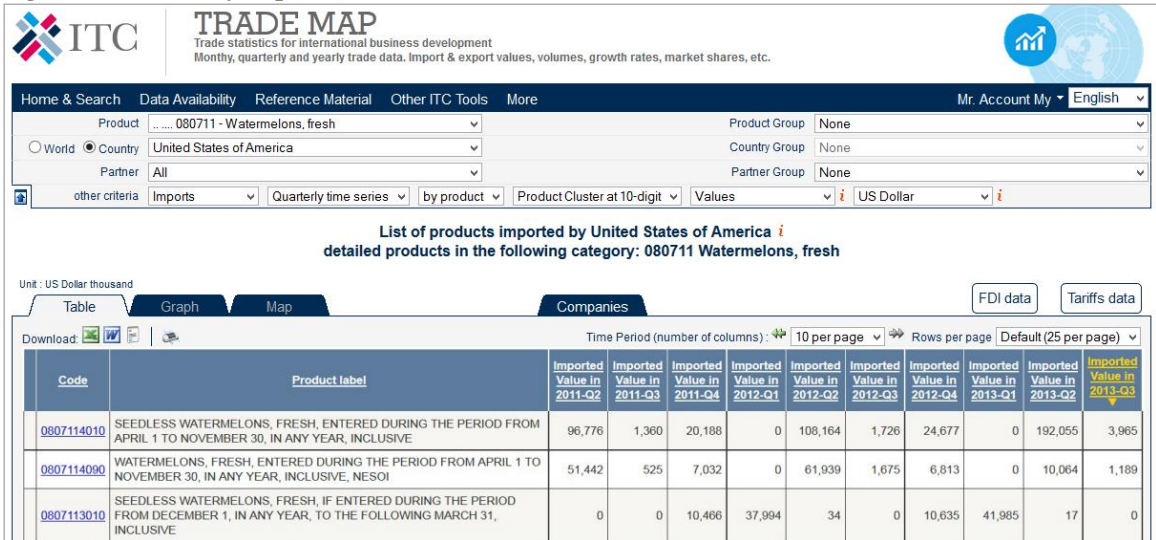 ITC
TRADE MAP
Trade statistics for international business development
Monthy, quarterly and yearly trade data. Import & export values, volumes, growth rates, market shares, etc.
Home & Search Data Availability Reference Material Other ITC Tools More Mr. Account My English
Product .. .... 080711 - Watermelons, fresh Product Group None
World Country United States of America Country Group None
Partner All Partner Group None
other criteria Imports Quarterly time series by product Product Cluster at 10-digit Values i US Dollar i
List of products imported by United States of America i
detailed products in the following category: 080711 Watermelons, fresh
Unit : US Dollar thousand
Table Graph Map Companies FDI data Tariffs data
Download: Time Period (number of columns) : 10 per page Rows per page Default (25 per page)
Code Product label Imported Value in 2011-Q2 Imported Value in 2011-Q3 Imported Value in 2011-Q4 Imported Value in 2012-Q1 Imported Value in 2012-Q2 Imported Value in 2012-Q3 Imported Value in 2012-Q4 Imported Value in 2013-Q1 Imported Value in 2013-Q2 Imported Value in 2013-Q3
0807114010 SEEDLESS WATERMELONS, FRESH, ENTERED DURING THE PERIOD FROM
APRIL 1 TO NOVEMBER 30, IN ANY YEAR, INCLUSIVE 96,776 1,360 20,188 0 108,164 1,726 24,677 0 192,055 3,965
0807114090 WATERMELONS, FRESH, ENTERED DURING THE PERIOD FROM APRIL 1 TO
NOVEMBER 30, IN ANY YEAR, INCLUSIVE, NESOI 51,442 525 7,032 0 61,939 1,675 6,813 0 10,064 1,189
SEEDLESS WATERMELONS, FRESH, IF ENTERED DURING THE PERIOD
0807113010 FROM DECEMBER 1, IN ANY YEAR, TO THE FOLLOWING MARCH 31, 0 0 10,466 37,994 34 0 10,635 41,985 17 0
INCLUSIVE